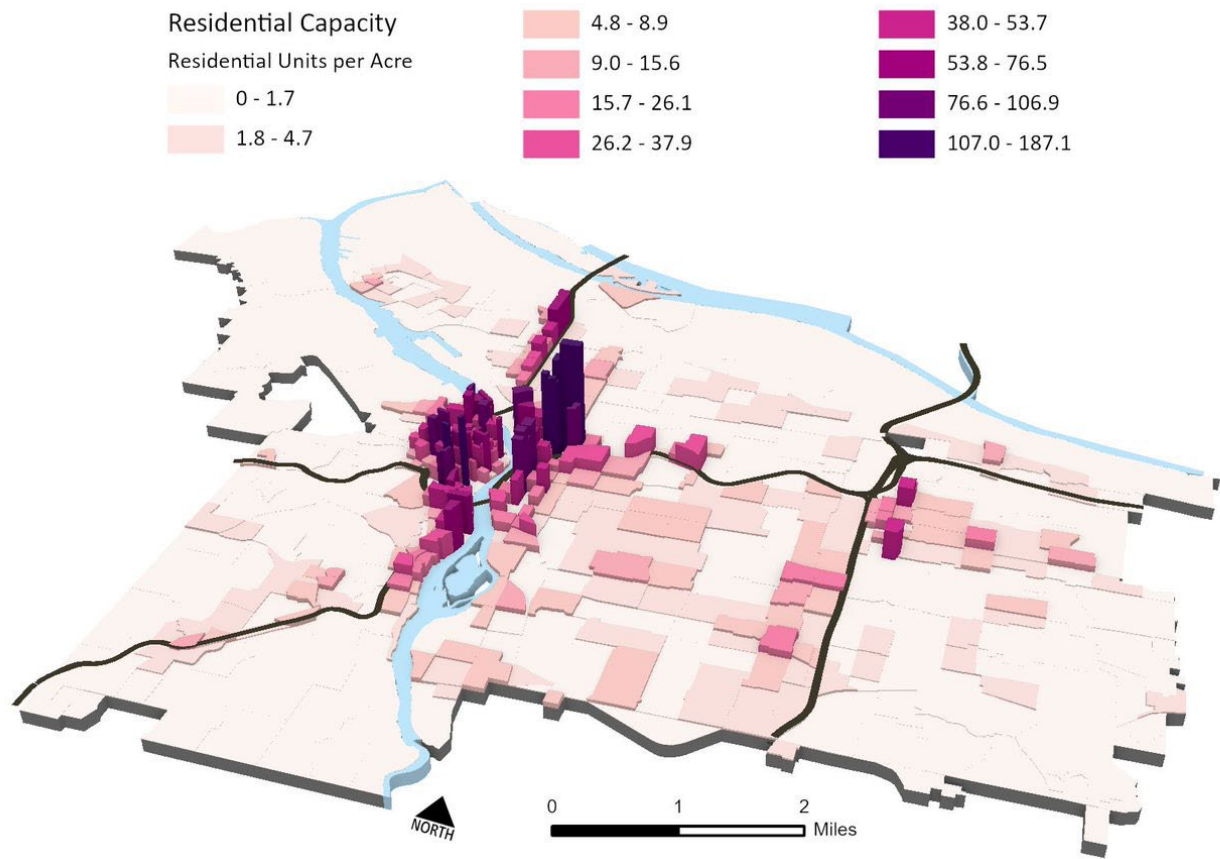 Residential Capacity
Residential Units per Acre
0 - 1.7
1.8 - 4.7
4.8 - 8.9
9.0 - 15.6
15.7 - 26.1
26.2 - 37.9
38.0 - 53.7
53.8 - 76.5
76.6 - 106.9
107.0 - 187.1
NORTH
0 1 2
Miles